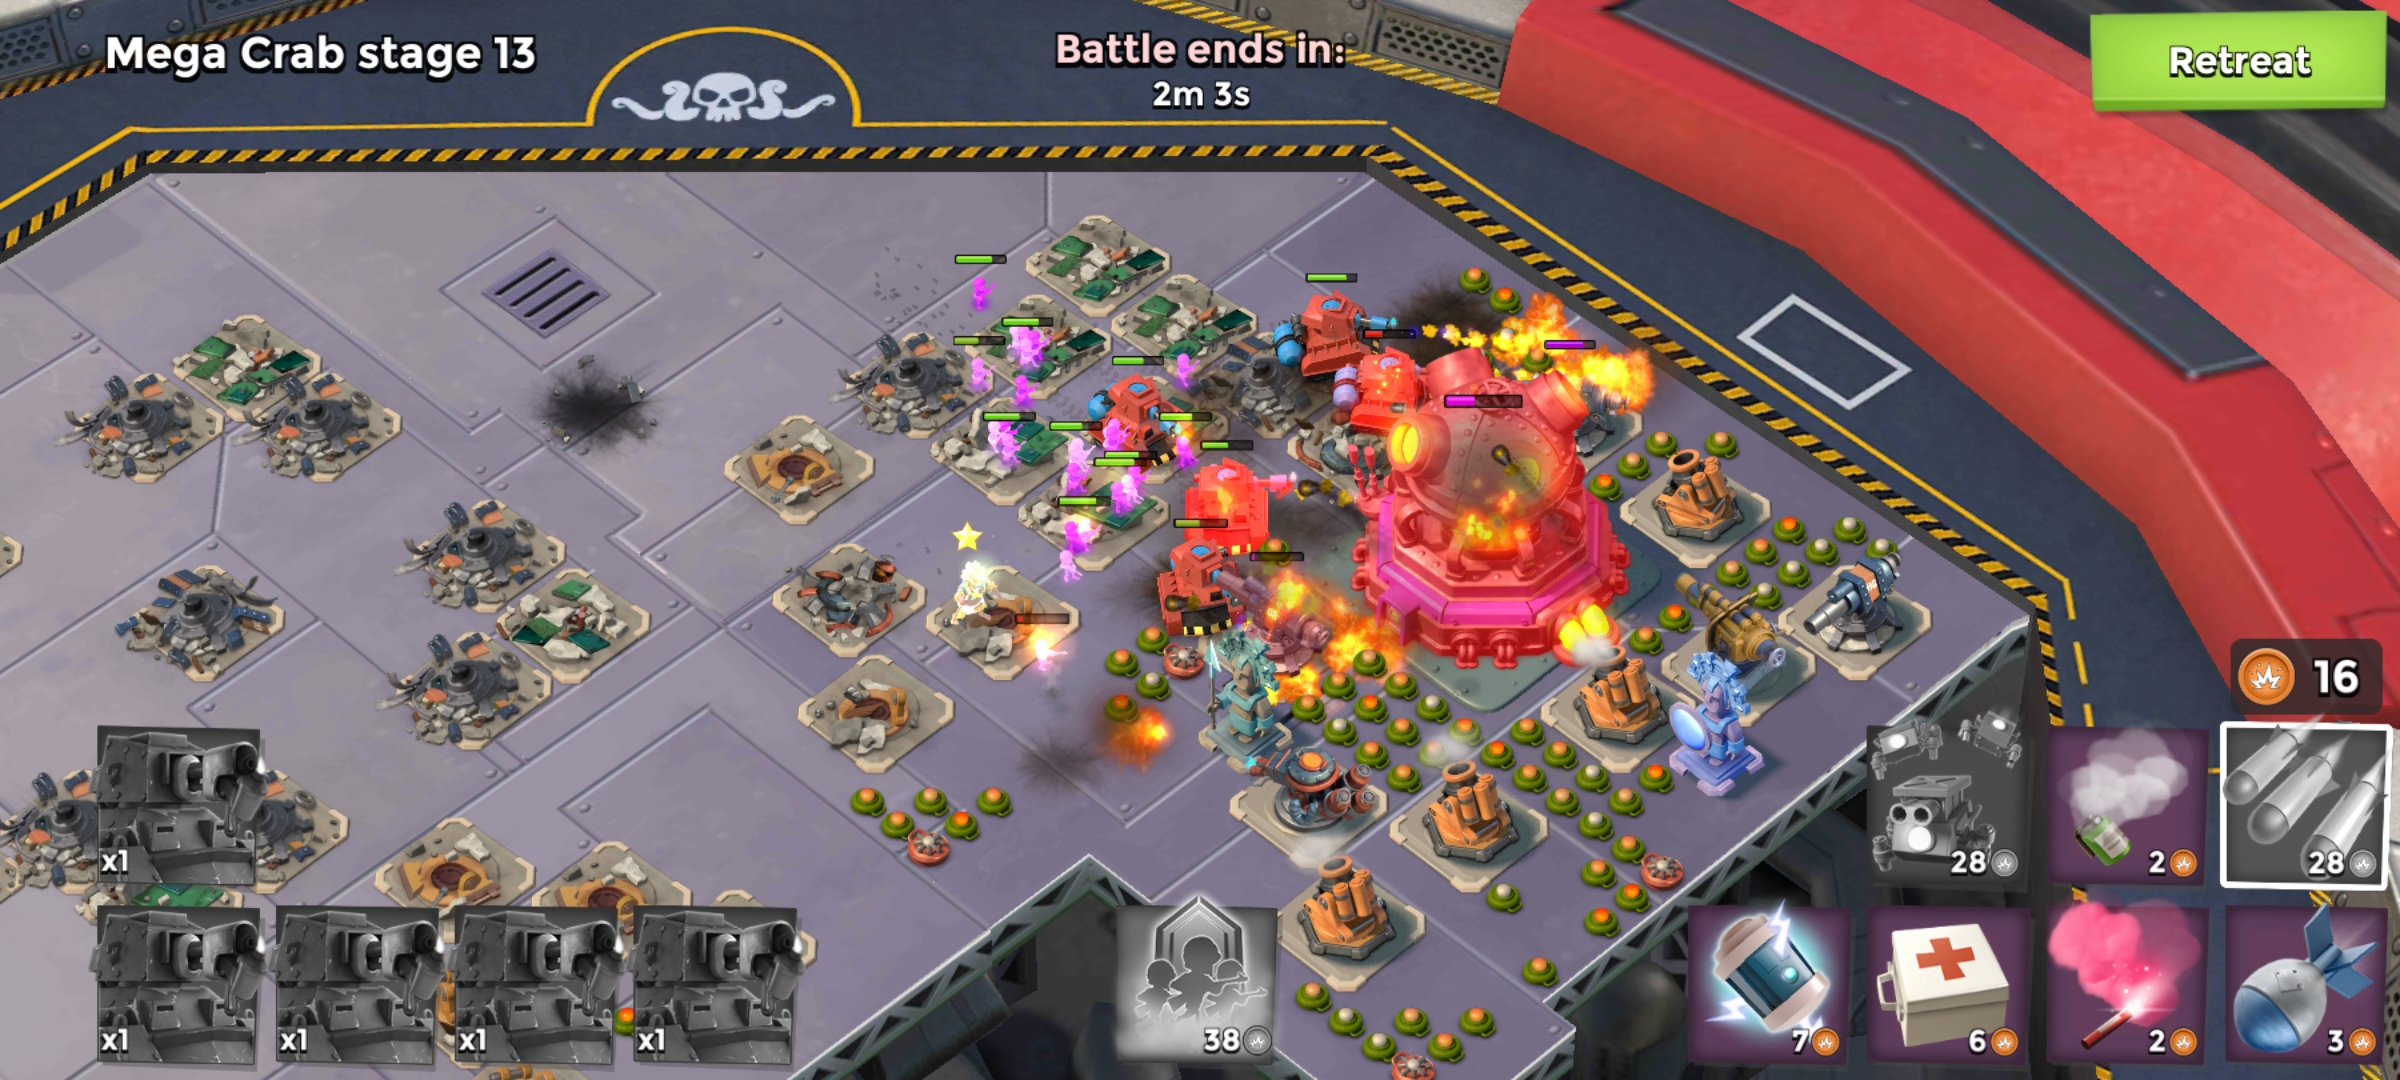 Mega Crab stage 13
Battle ends in:
2m 3s
Retreat
16
x1
28
2
28
x1
x1
x1
x1
38
7
6
2
3